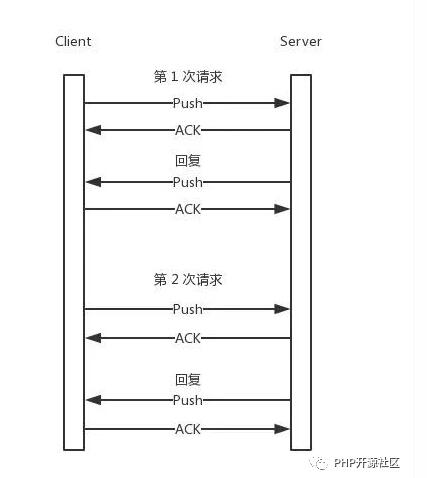 Client Server
第 1 次请求
Push
ACK
回复
Push
ACK
第 2 次请求
Push
ACK
回复
Push
ACK
PHP开源社区